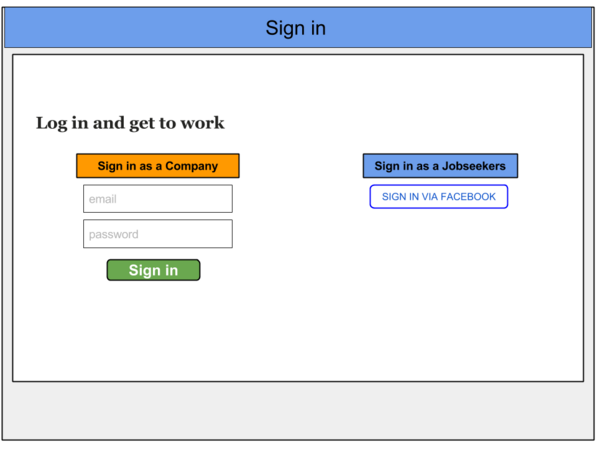 Sign in
Log in and get to work
Sign in as a Company
email
password
Sign in
Sign in as a Jobseekers
SIGN IN VIA FACEBOOK